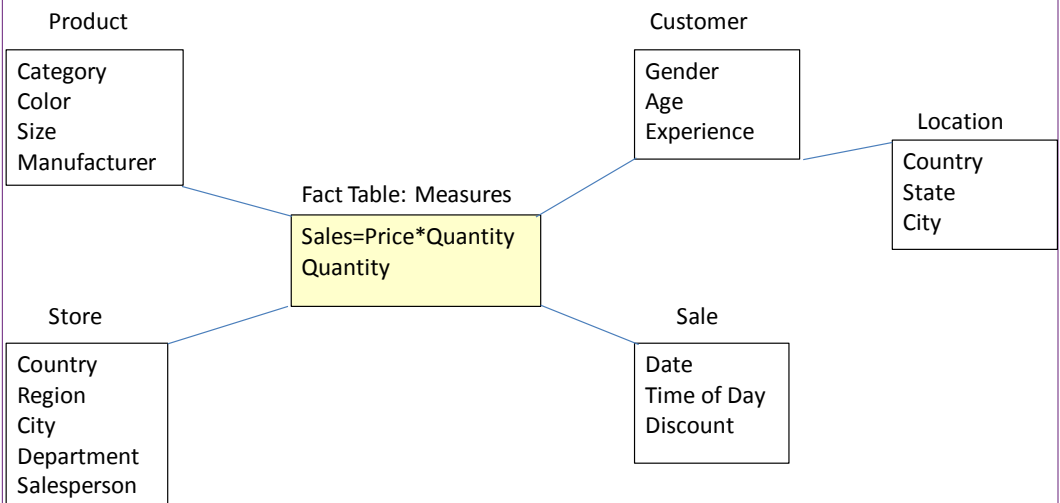 Product
Category
Color
Size
Manufacturer
Customer
Gender
Age
Experience
Location
Country
State
City
Fact Table: Measures
Sales=Price*Quantity
Quantity
Store
Country
Region
City
Department
Salesperson
Sale
Date
Time of Day
Discount